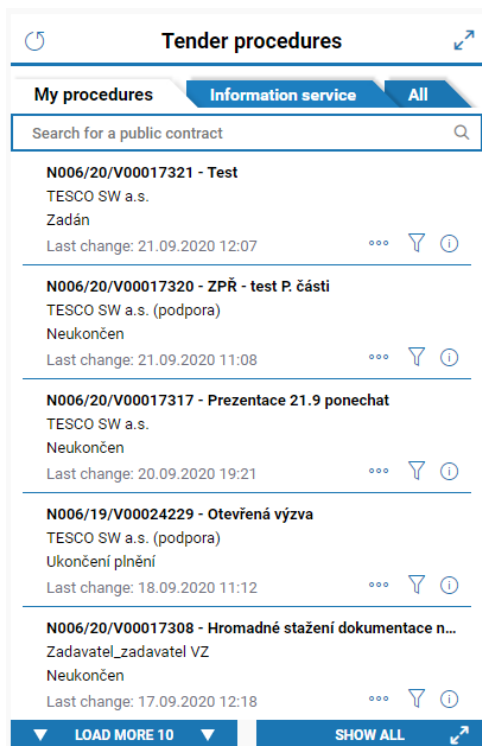 Tender procedures
My procedures Information service All
Search for a public contract
N006/20/V00017321 - Test
TESCO SW a.s.
Zadán
Last change: 21.09.2020 12:07
N006/20/V00017320 - ZPŘ - test P. části
TESCO SW a.s. (podpora)
Neukončen
Last change: 21.09.2020 11:08
N006/20/V00017317 - Prezentace 21.9 ponechat
TESCO SW a.s.
Neukončen
Last change: 20.09.2020 19:21
N006/19/V00024229 - Otevřená výzva
TESCO SW a.s. (podpora)
Ukončení plnění
Last change: 18.09.2020 11:12
N006/20/V00017308 - Hromadné stažení dokumentace n...
Zadavatel_zadavatel VZ
Neukončen
Last change: 17.09.2020 12:18
LOAD MORE 10 SHOW ALL